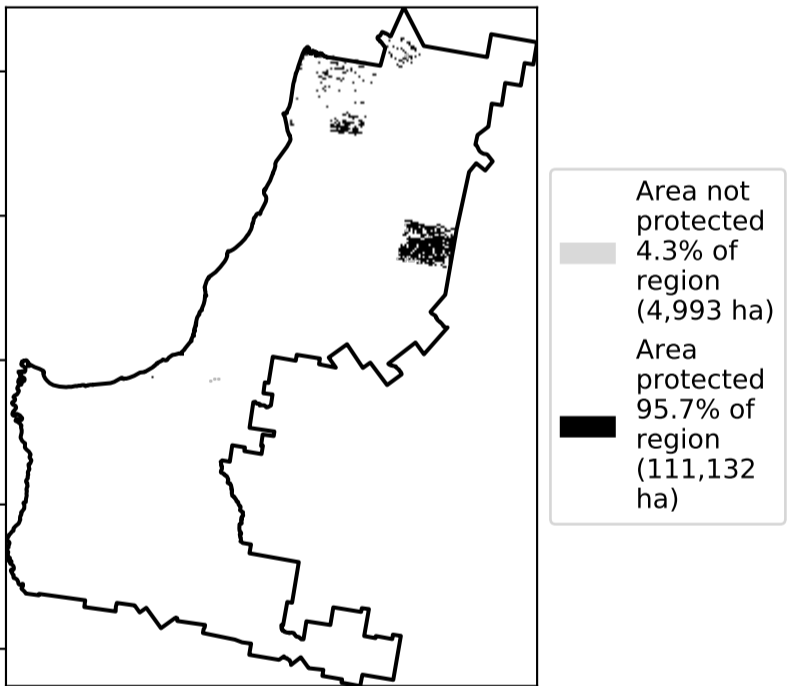 Area not
protected
4.3% of
region
(4,993 ha)
Area
protected
95.7% of
region
(111,132
ha)